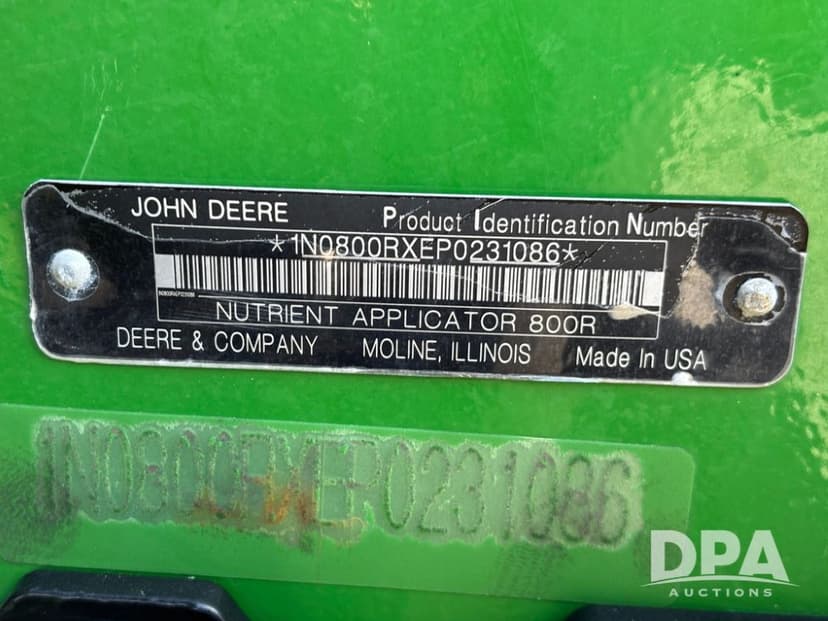 JOHN DEERE Product Identification Number
*1N0800RXEP0231086*
NUTRIENT APPLICATOR 800R
DEERE & COMPANY MOLINE, ILLINOIS Made In USA
1N0800RXEP0231086
DPA
AUCTIONS